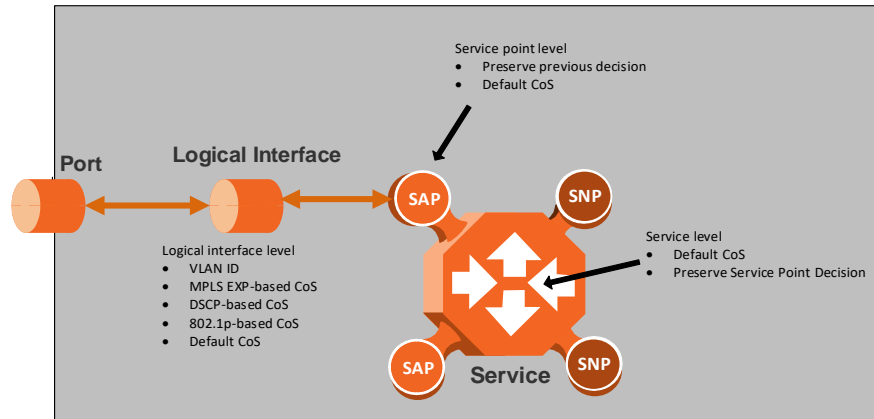 Service point level
• Preserve previous decision
• Default CoS
Port
Logical Interface
SAP
SNP
Logical interface level
• VLAN ID
• MPLS EXP-based CoS
• DSCP-based CoS
• 802.1p-based CoS
• Default CoS
Service level
• Default CoS
• Preserve Service Point Decision
SAP
Service
SNP